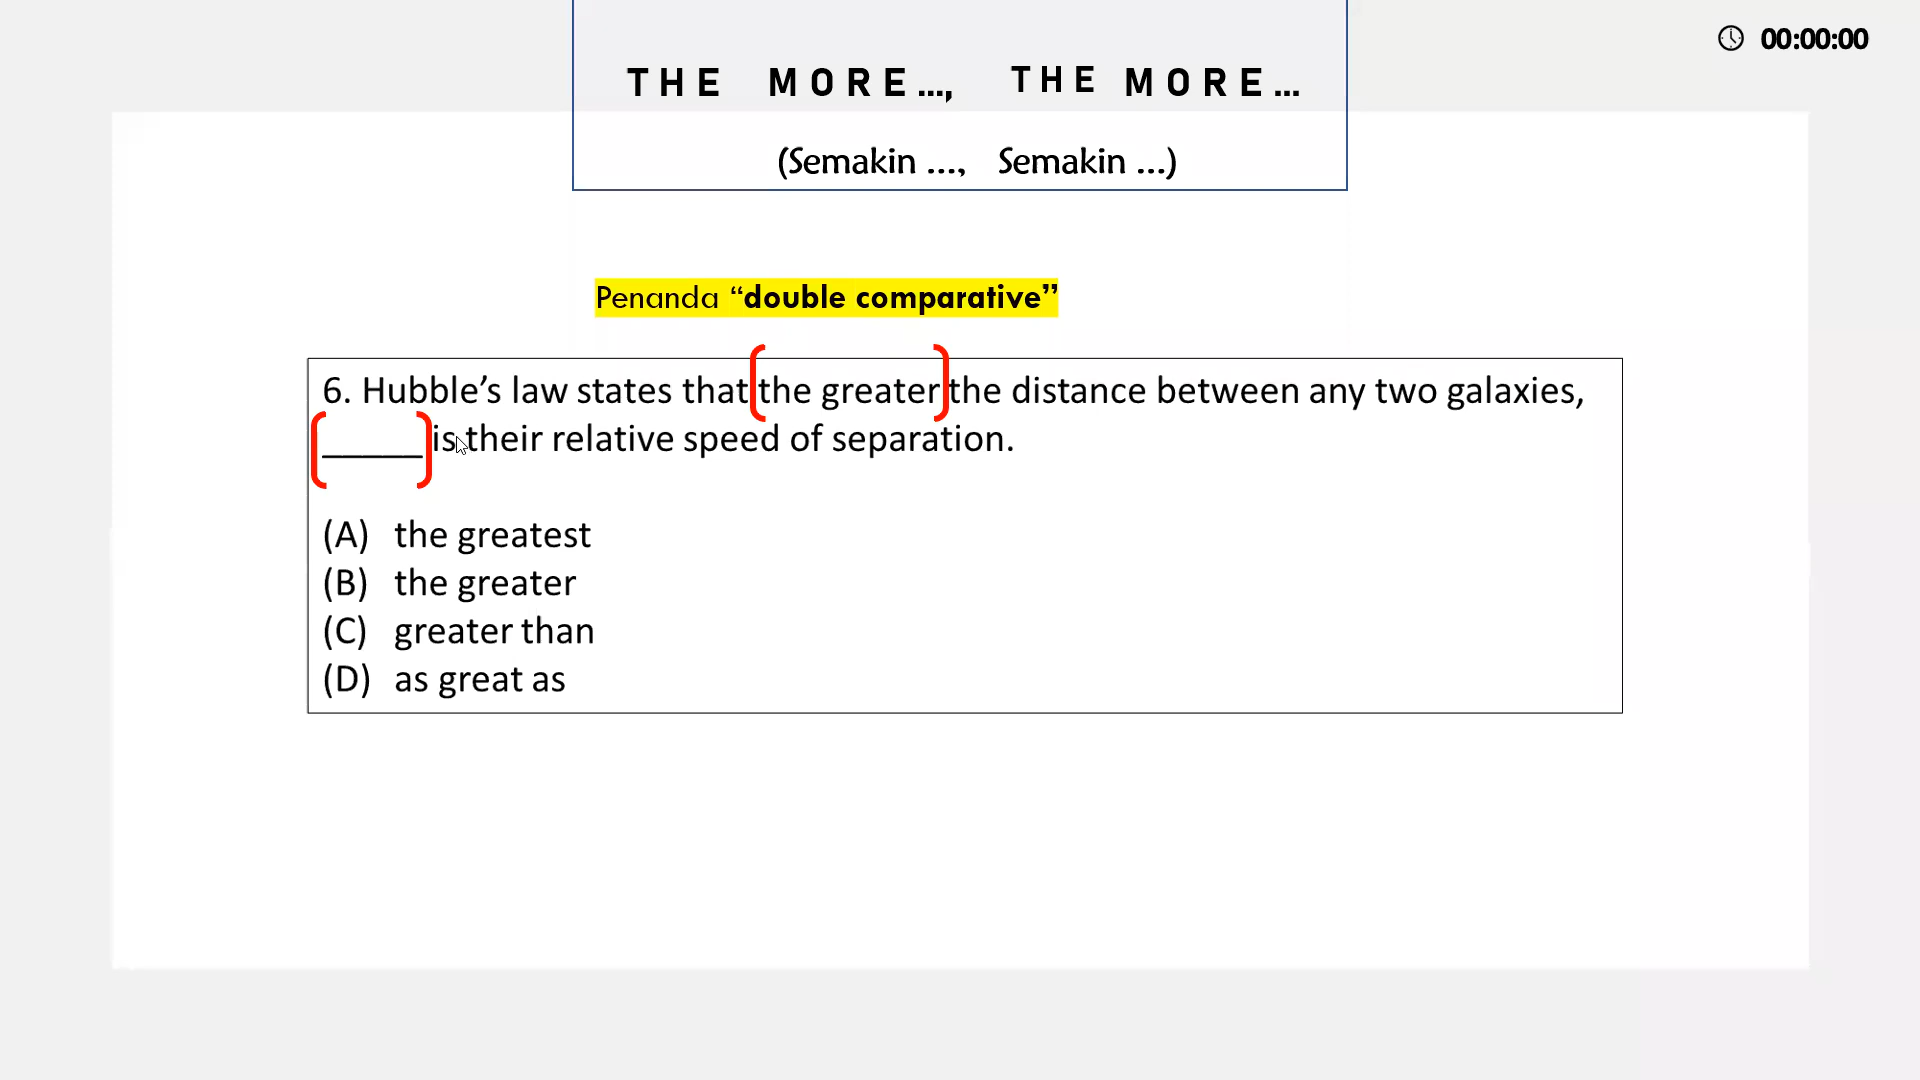 00:00:00
THE MORE..., THE MORE...
(Semakin ..., Semakin ...)
Penanda “double comparative”
6. Hubble’s law states that the greater the distance between any two galaxies,
_____ is their relative speed of separation.
(A) the greatest
(B) the greater
(C) greater than
(D) as great as